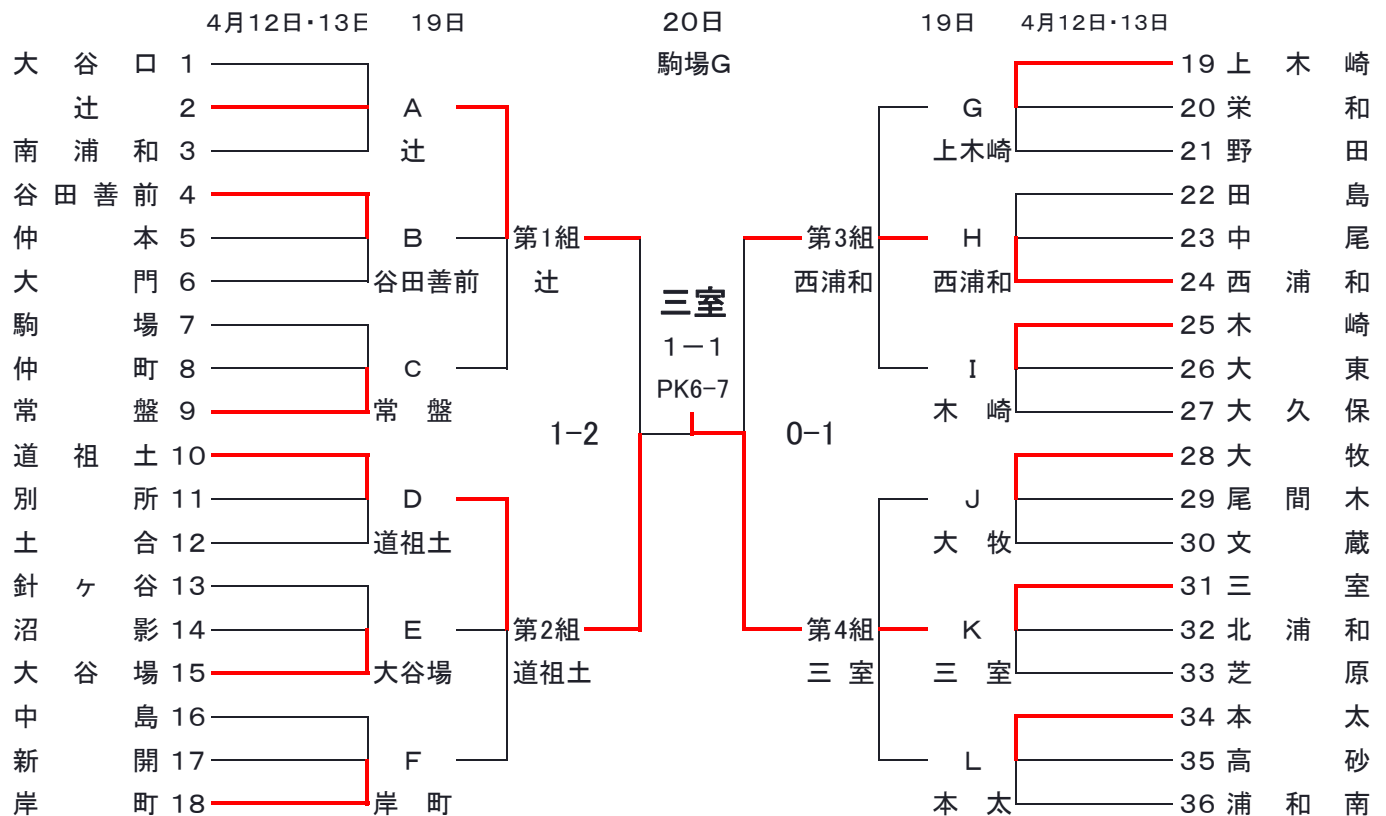 4月12日・13日 19日 20日 19日 4月12日・13日
大谷口 1 駒場G 19 上木崎
辻 2 A G 20 栄和
南浦和 3 辻 上木崎 21 野田
谷田善前 4 22 田島
仲本 5 B 第1組 第3組 H 23 中尾
大門 6 谷田善前 辻 西浦和 西浦和 24 西浦和
三室
駒場 7 25 木崎
1－1
仲町 8 C I 26 大東
PK6-7
常盤 9 常盤 木崎 27 大久保
1-2 0-1
道祖土 10 28 大牧
別所 11 D J 29 尾間木
土合 12 道祖土 大牧 30 文蔵
針ヶ谷 13 31 三室
沼影 14 E 第2組 第4組 K 32 北浦和
大谷場 15 大谷場 道祖土 三室 三室 33 芝原
中島 16 34 本太
新開 17 F L 35 高砂
岸町 18 岸町 本太 36 浦和南